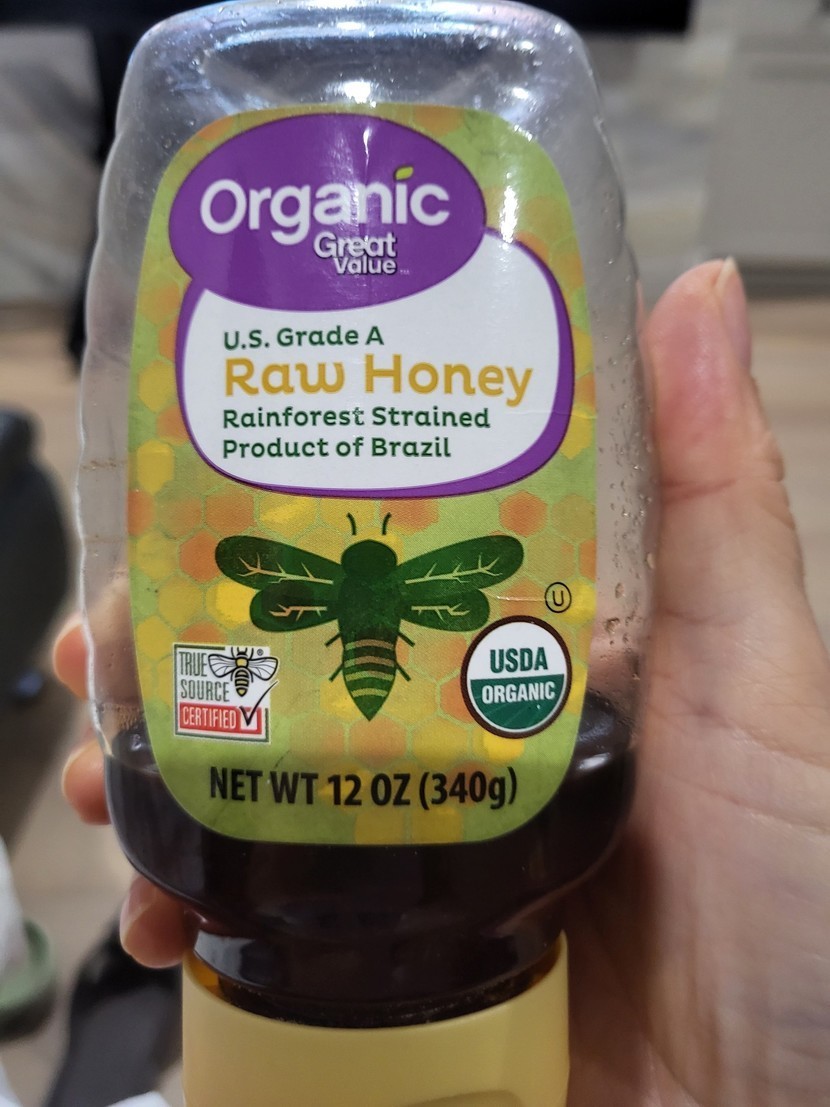 Organic
Great
Value™
U.S. Grade A
Raw Honey
Rainforest Strained
Product of Brazil
U
TRUE
SOURCE
CERTIFIED
®
USDA
ORGANIC
NET WT 12 OZ (340g)